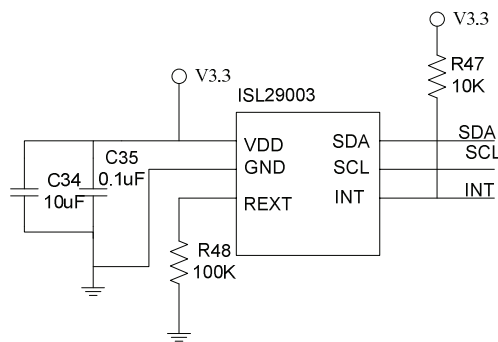 V3.3
R47
10K
V3.3
ISL29003
VDD
SDA
SDA
SCL
C35
0.1uF
GND
SCL
C34
10uF
REXT
INT
INT
R48
100K